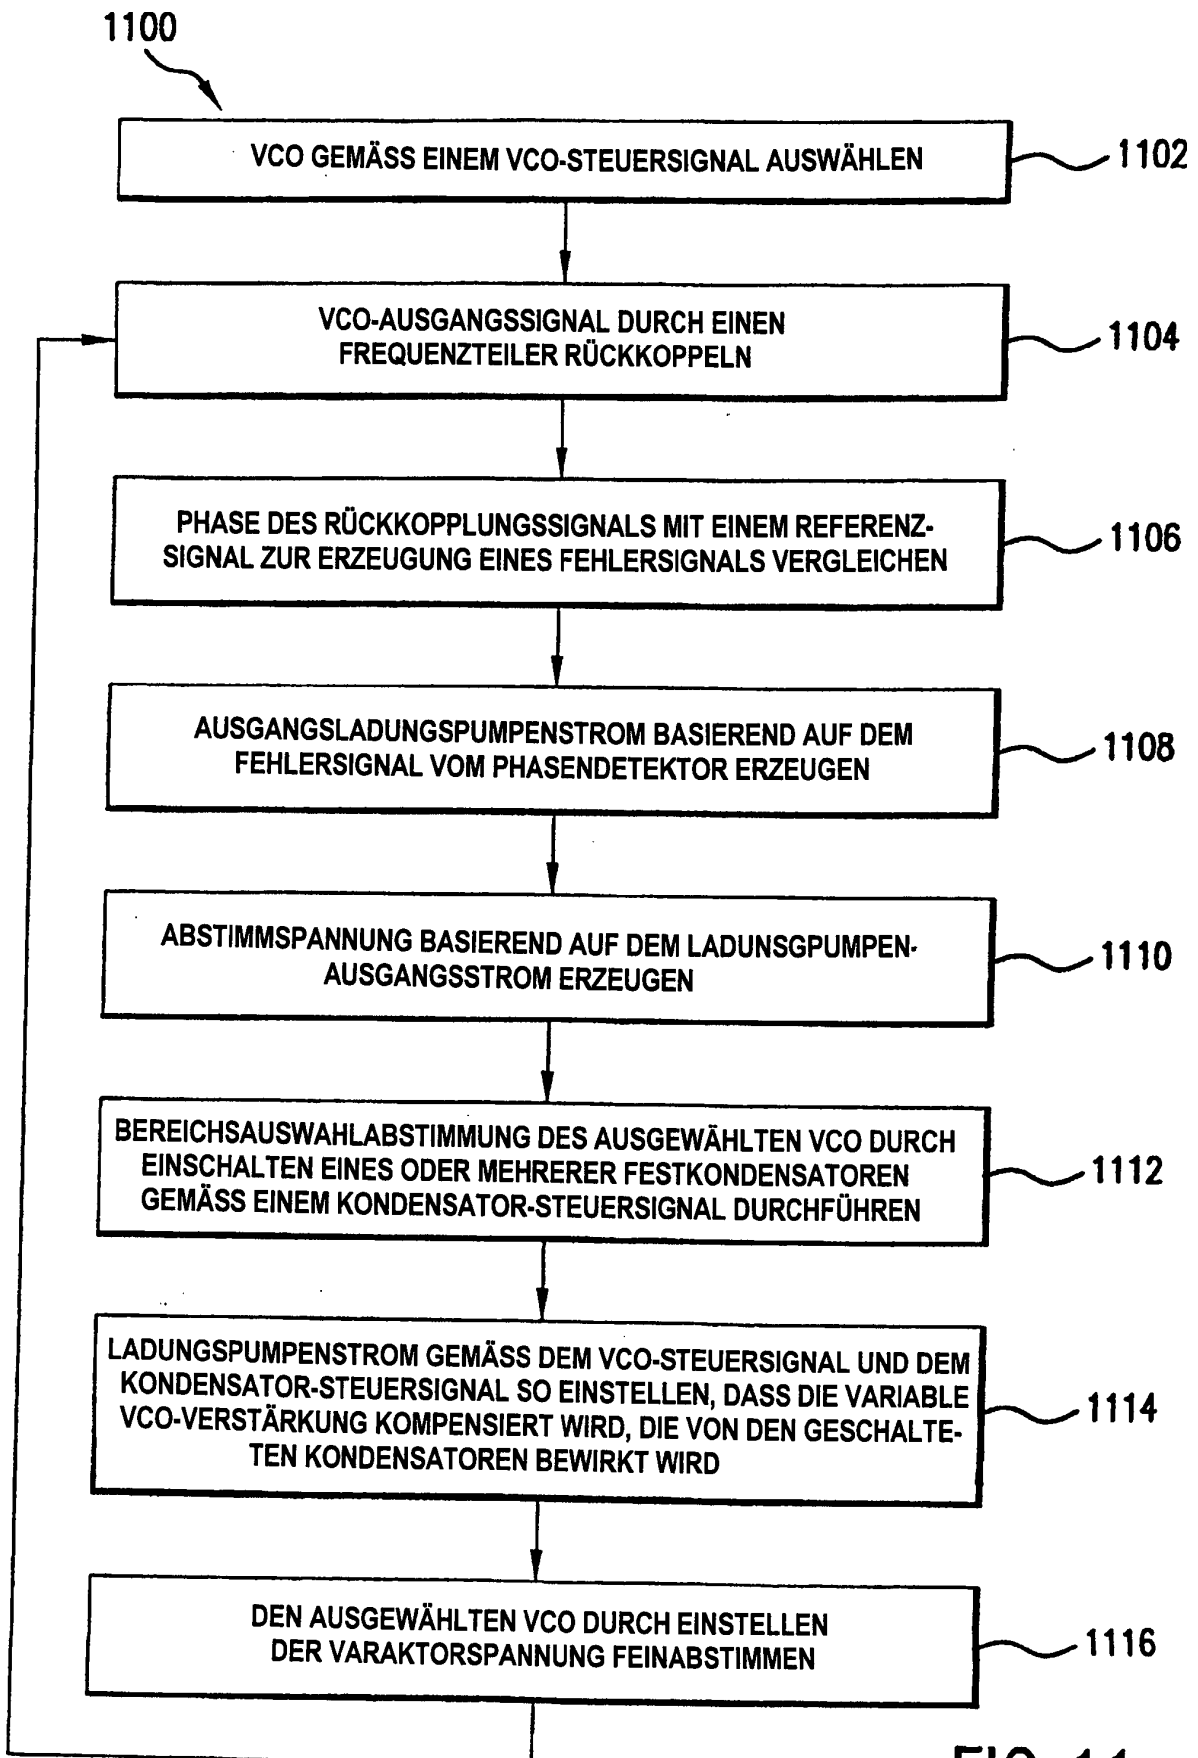 1100
VCO GEMÄSS EINEM VCO-STEUERSIGNAL AUSWÄHLEN
1102
VCO-AUSGANGSSIGNAL DURCH EINEN
FREQUENZTEILER RÜCKKOPPELN
1104
PHASE DES RÜCKKOPPLUNGSSIGNALS MIT EINEM REFERENZ-
SIGNAL ZUR ERZEUGUNG EINES FEHLERSIGNALS VERGLEICHEN
1106
AUSGANGSLADUNGSPUMPENSTROM BASIEREND AUF DEM
FEHLERSIGNAL VOM PHASENDETEKTOR ERZEUGEN
1108
ABSTIMMSPANNUNG BASIEREND AUF DEM LADUNSGPUMPEN-
AUSGANGSSTROM ERZEUGEN
1110
BEREICHSAUSWAHLABSTIMMUNG DES AUSGEWÄHLTEN VCO DURCH
EINSCHALTEN EINES ODER MEHRERER FESTKONDENSATOREN
GEMÄSS EINEM KONDENSATOR-STEUERSIGNAL DURCHFÜHREN
1112
LADUNGSPUMPENSTROM GEMÄSS DEM VCO-STEUERSIGNAL UND DEM
KONDENSATOR-STEUERSIGNAL SO EINSTELLEN, DASS DIE VARIABLE
VCO-VERSTÄRKUNG KOMPENSIERT WIRD, DIE VON DEN GESCHALTE-
TEN KONDENSATOREN BEWIRKT WIRD
1114
DEN AUSGEWÄHLTEN VCO DURCH EINSTELLEN
DER VARAKTORSPANNUNG FEINABSTIMMEN
1116
FIG. 11